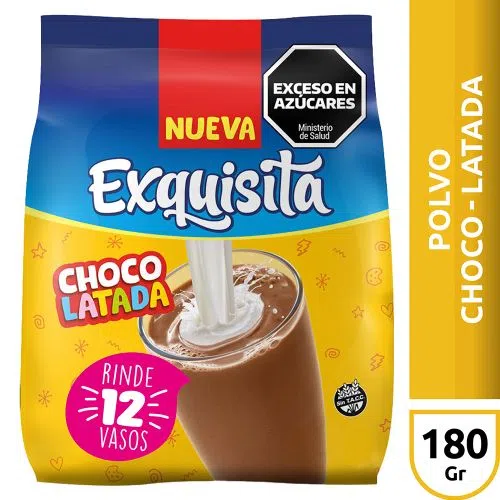 NUEVA
EXCESO EN
AZÚCARES
Ministerio
de Salud
Exquisita
CHOCO
LATADA
RINDE
12
VASOS
Sin T.A.C.C.
POLVO
CHOCO - LATADA
180
Gr